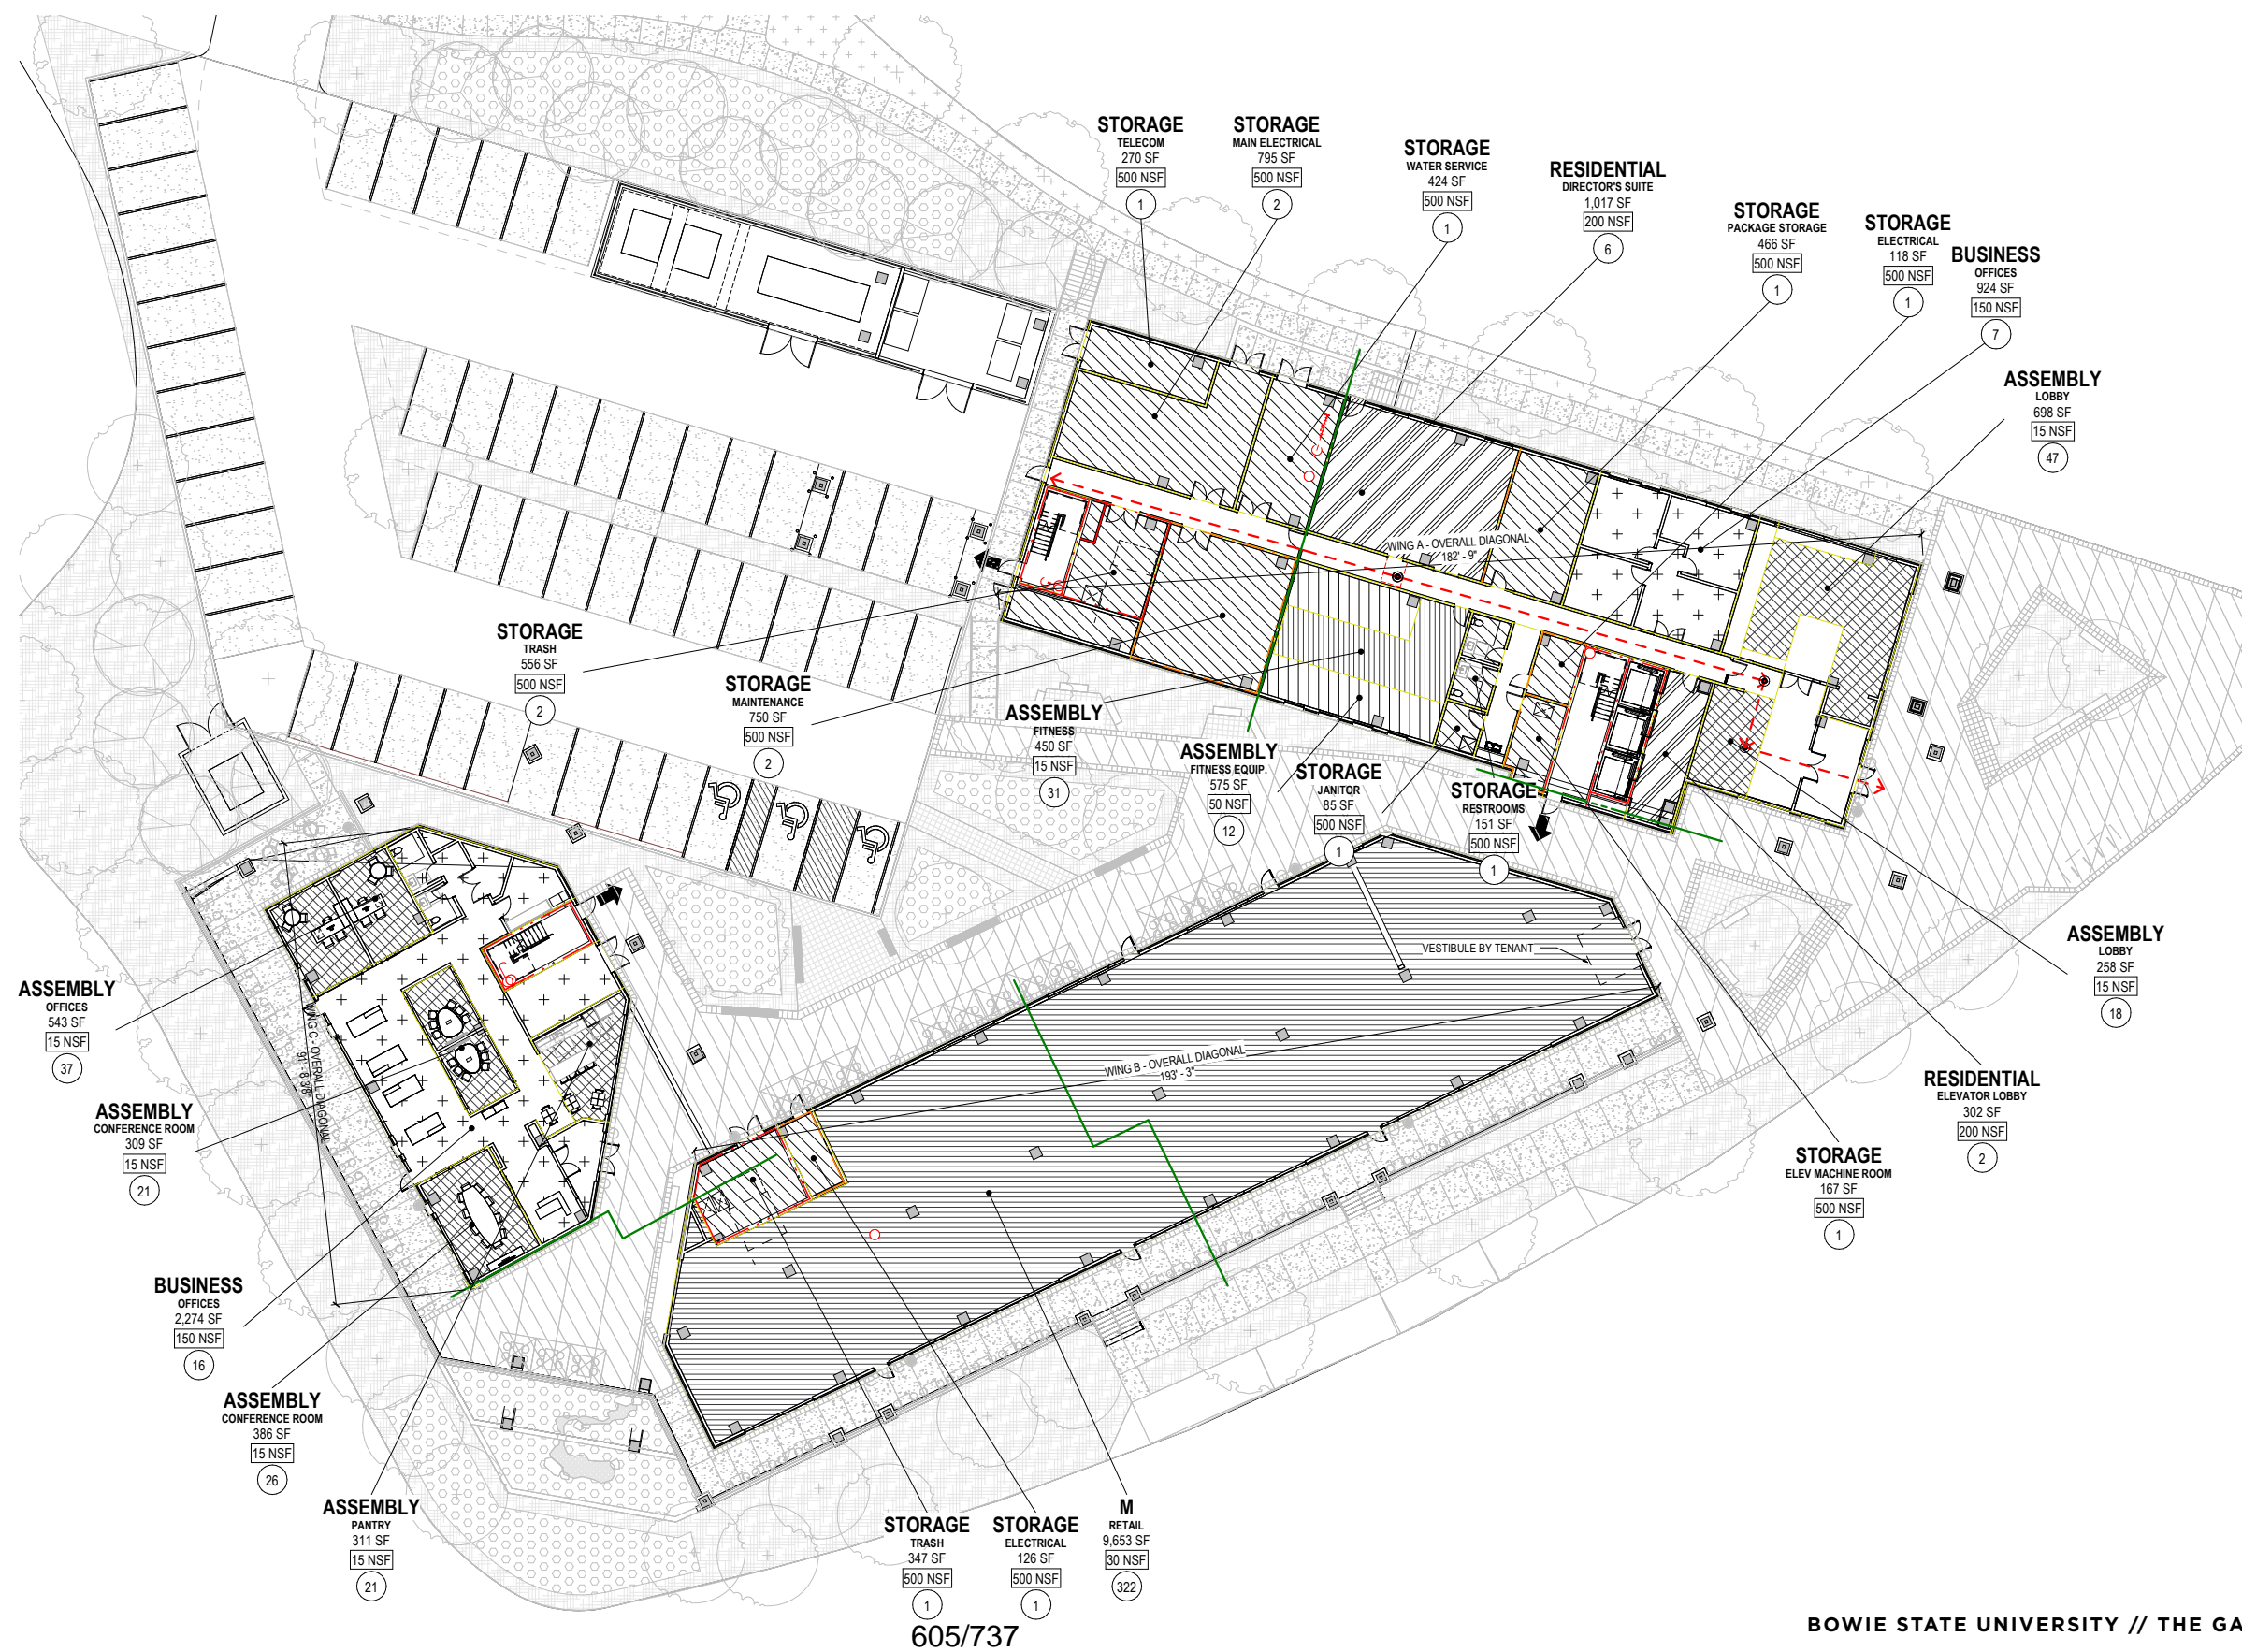 STORAGE
TELECOM
270 SF
500 NSF
1
STORAGE
MAIN ELECTRICAL
795 SF
500 NSF
2
STORAGE
WATER SERVICE
424 SF
500 NSF
1
RESIDENTIAL
DIRECTOR'S SUITE
1,017 SF
200 NSF
6
STORAGE
PACKAGE STORAGE
466 SF
500 NSF
1
STORAGE
ELECTRICAL
118 SF
500 NSF
1
BUSINESS
OFFICES
924 SF
150 NSF
7
ASSEMBLY
LOBBY
698 SF
15 NSF
47
WING A - OVERALL DIAGONAL
182' - 9"
STORAGE
TRASH
556 SF
500 NSF
2
STORAGE
MAINTENANCE
750 SF
500 NSF
2
ASSEMBLY
FITNESS
450 SF
15 NSF
31
ASSEMBLY
FITNESS EQUIP.
575 SF
50 NSF
12
STORAGE
JANITOR
85 SF
500 NSF
1
STORAGE
RESTROOMS
151 SF
500 NSF
1
VESTIBULE BY TENANT
ASSEMBLY
LOBBY
258 SF
15 NSF
18
RESIDENTIAL
ELEVATOR LOBBY
302 SF
200 NSF
2
STORAGE
ELEV MACHINE ROOM
167 SF
500 NSF
1
WING B - OVERALL DIAGONAL
193' - 3"
WING C - OVERALL DIAGONAL
91' - 8 3/8"
ASSEMBLY
OFFICES
543 SF
15 NSF
37
ASSEMBLY
CONFERENCE ROOM
309 SF
15 NSF
21
BUSINESS
OFFICES
2,274 SF
150 NSF
16
ASSEMBLY
CONFERENCE ROOM
386 SF
15 NSF
26
ASSEMBLY
PANTRY
311 SF
15 NSF
21
STORAGE
TRASH
347 SF
500 NSF
1
STORAGE
ELECTRICAL
126 SF
500 NSF
1
M
RETAIL
9,653 SF
30 NSF
322
605/737
BOWIE STATE UNIVERSITY // THE GA